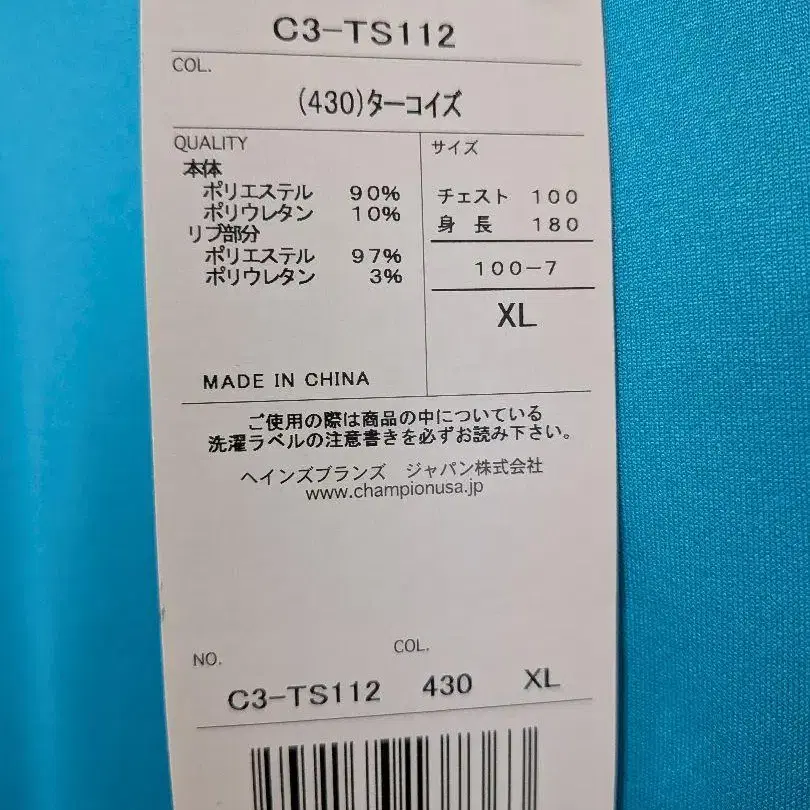 C3-TS112
COL.
(430)ターコイズ
QUALITY
本体
ポリエステル 90%
ポリウレタン 10%
リブ部分
ポリエステル 97%
ポリウレタン 3%
MADE IN CHINA
サイズ
チェスト 100
身 長 180
100-7
XL
ご使用の際は商品の中についている
洗濯ラベルの注意書きを必ずお読み下さい。
ヘインズブランズ ジャパン株式会社
www.championusa.jp
NO. COL.
C3-TS112 430 XL